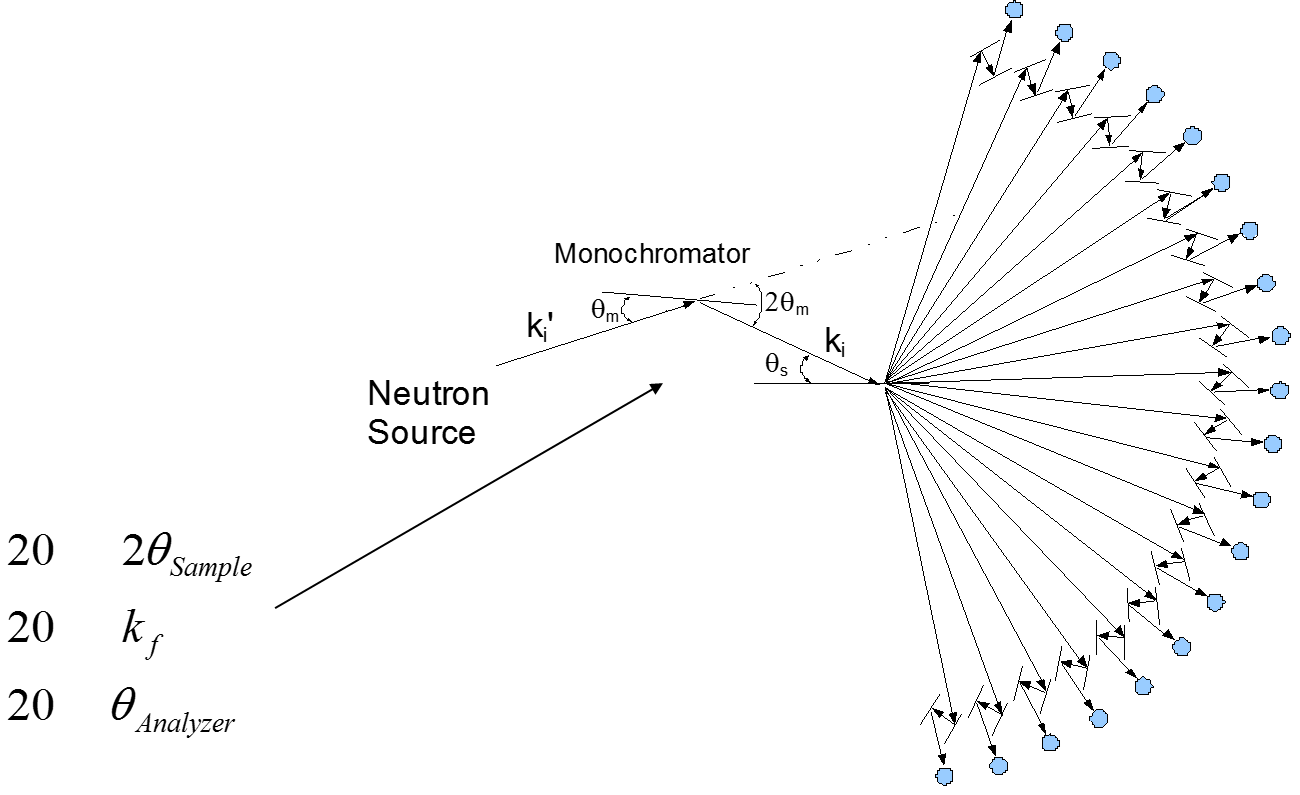 Monochromator
θm
2θm
ki'
ki
θs
Neutron
Source
20 2θSample
20 kf
20 θAnalyzer